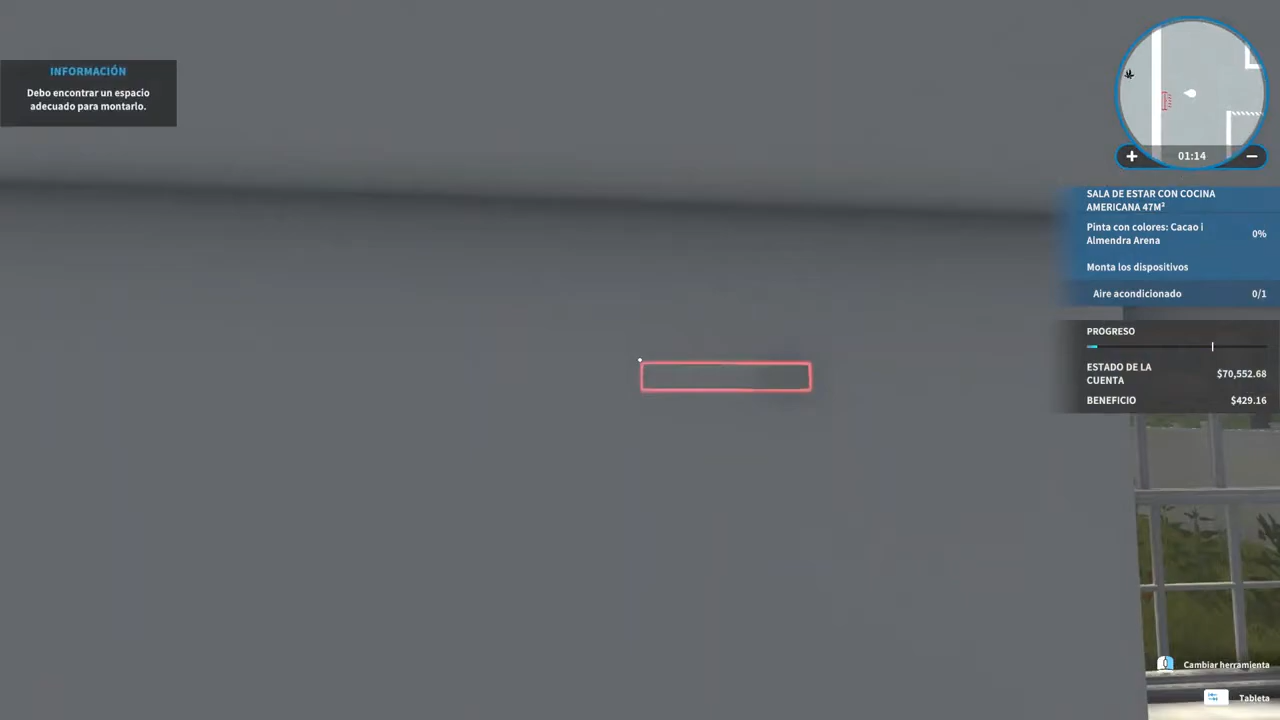 INFORMACIÓN
Debo encontrar un espacio
adecuado para montarlo.
+ 01:14 −
SALA DE ESTAR CON COCINA
AMERICANA 47M²
Pinta con colores: Cacao i
Almendra Arena 0%
Monta los dispositivos
Aire acondicionado 0/1
PROGRESO
ESTADO DE LA
CUENTA $70,552.68
BENEFICIO $429.16
Cambiar herramienta
Tableta